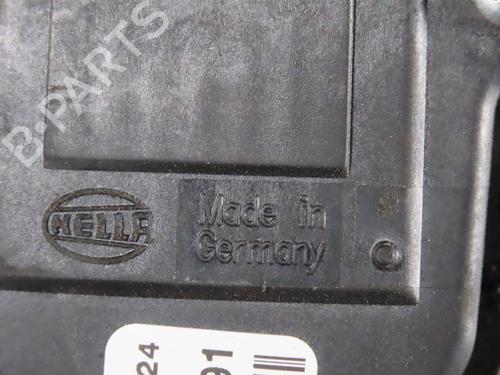 B-PARTS
HELLA
Made in
Germany
24
91